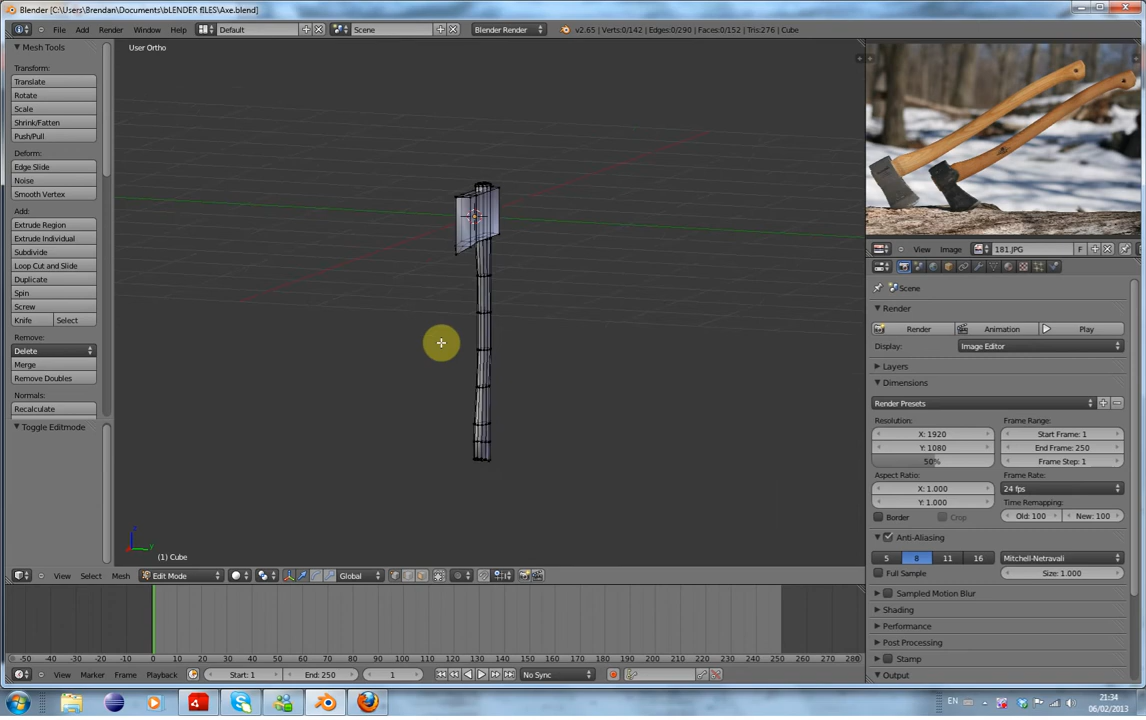 Blender [C:\Users\Brendan\Documents\bLENDER fILES\Axe.blend]
File Add Render Window Help Default Scene Blender Render v2.65 | Verts:0/142 | Edges:0/290 | Faces:0/152 | Tris:276 | Cube
Mesh Tools
User Ortho
Transform:
Translate
Rotate
Scale
Shrink/Fatten
Push/Pull
Deform:
Edge Slide
Noise
Smooth Vertex
Add:
Extrude Region
Extrude Individual
Subdivide
Loop Cut and Slide
Duplicate
Spin
Screw
Knife Select
Remove:
Delete
Merge
Remove Doubles
Normals:
Recalculate
Toggle Editmode
z
y
(1) Cube
View Select Mesh Edit Mode Global
View Image 181.JPG F
Scene
Render
Render Animation Play
Display: Image Editor
Layers
Dimensions
Render Presets
Resolution: Frame Range:
X: 1920 Start Frame: 1
Y: 1080 End Frame: 250
50% Frame Step: 1
Aspect Ratio: Frame Rate:
X: 1.000 24 fps
Y: 1.000 Time Remapping:
Border Crop Old: 100 New: 100
Anti-Aliasing
5 8 11 16 Mitchell-Netravali
Full Sample Size: 1.000
Sampled Motion Blur
Shading
Performance
Post Processing
Stamp
Output
-50 -40 -30 -20 -10 0 10 20 30 40 50 60 70 80 90 100 110 120 130 140 150 160 170 180 190 200 210 220 230 240 250 260 270 280
View Marker Frame Playback Start: 1 End: 250 1 No Sync
EN
21:34
06/02/2013